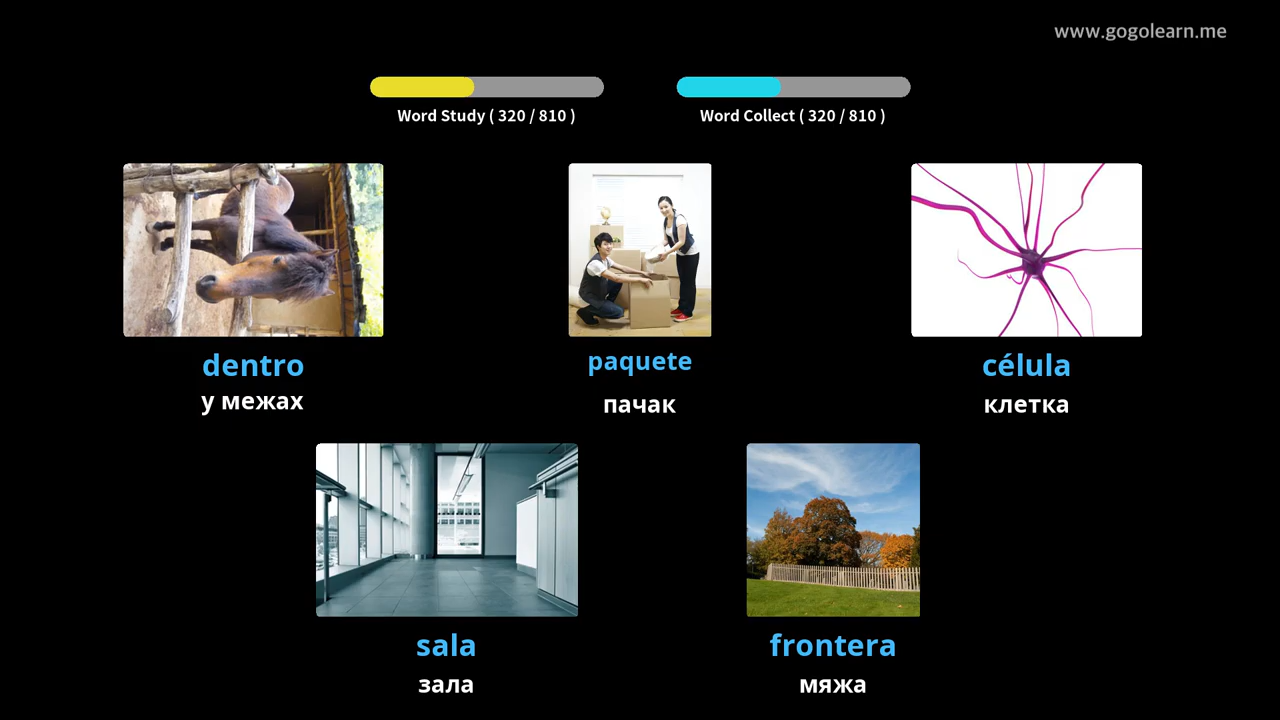 www.gogolearn.me
Word Study ( 320 / 810 )
Word Collect ( 320 / 810 )
dentro
у межах
paquete
пачак
célula
клетка
sala
зала
frontera
мяжа